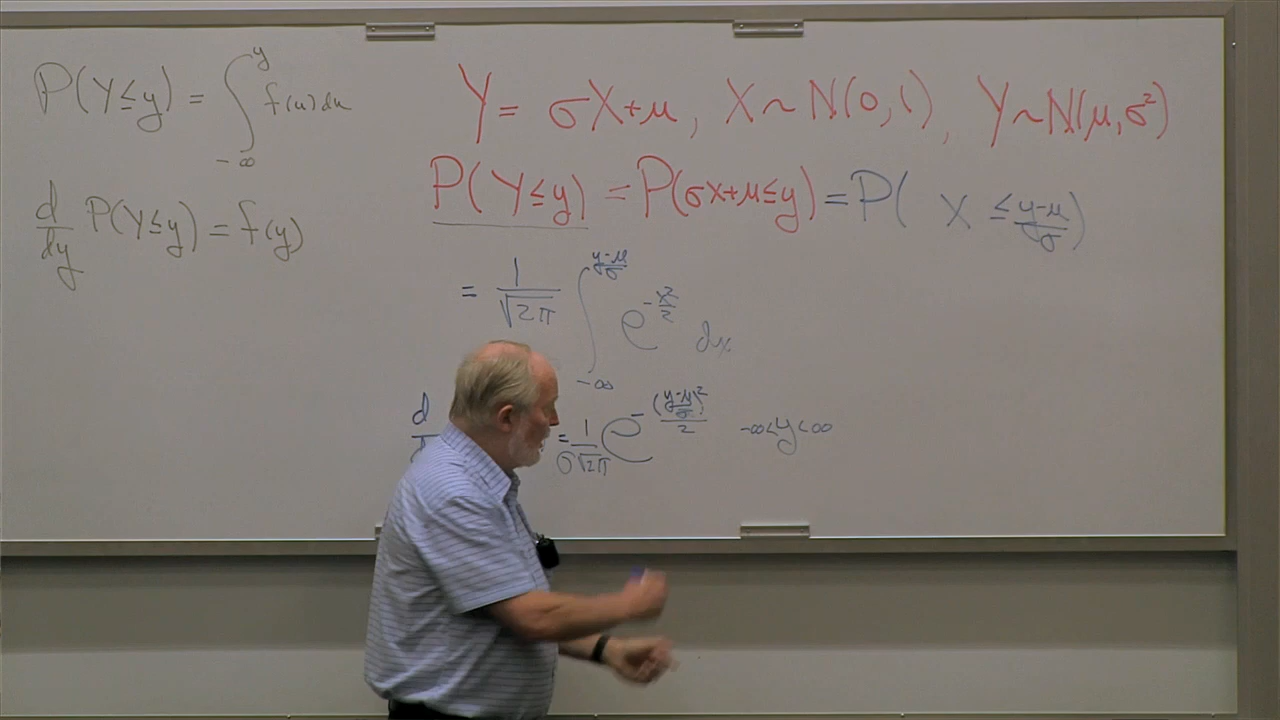 P(Y≤y) = ∫_{-∞}^{y} f(u)du
d/dy P(Y≤y) = f(y)
Y = σX+μ, X~N(0,1), Y~N(μ,σ²)
P(Y≤y) = P(σX+μ≤y) = P( X ≤ (y-μ)/σ )
= 1/√2π ∫_{-∞}^{(y-μ)/σ} e^{-x²/2} dx
d = 1/(σ√2π) e^{-((y-μ)/σ)²/2} -∞<y<∞